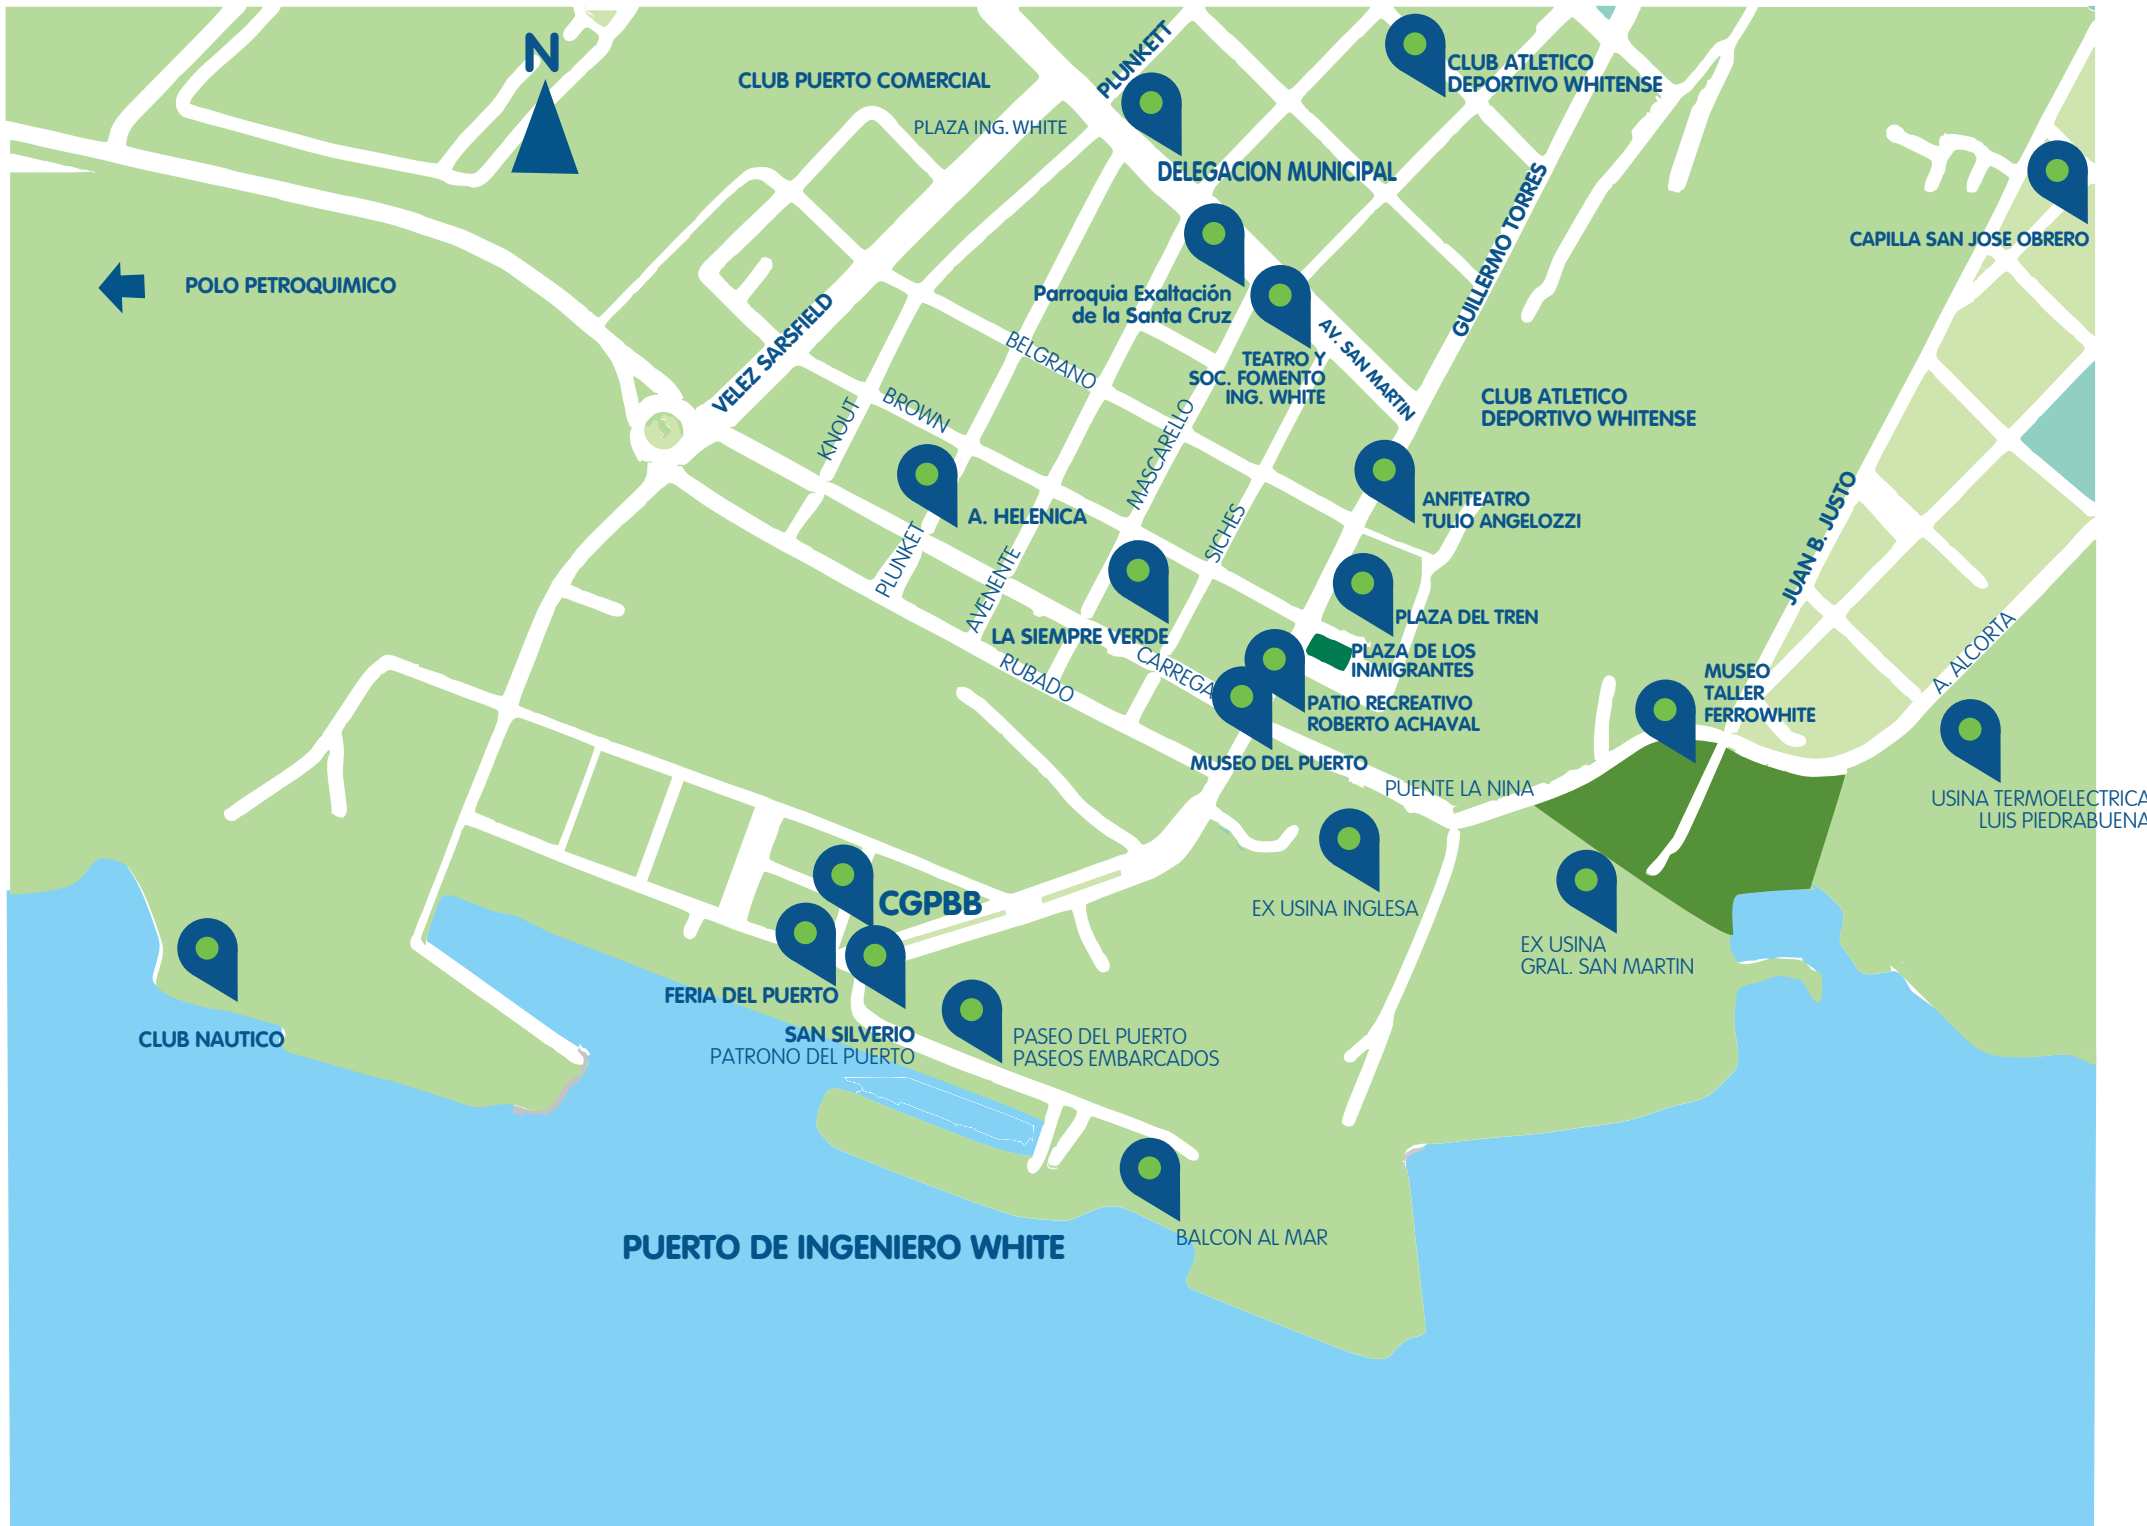 N
PLUNKETT
CLUB ATLETICO
DEPORTIVO WHITENSE
CLUB PUERTO COMERCIAL
PLAZA ING. WHITE
DELEGACION MUNICIPAL
GUILLERMO TORRES
CAPILLA SAN JOSE OBRERO
POLO PETROQUIMICO
Parroquia Exaltación
de la Santa Cruz
VELEZ SARSFIELD
BELGRANO
AV. SAN MARTIN
TEATRO Y
SOC. FOMENTO
ING. WHITE
CLUB ATLETICO
DEPORTIVO WHITENSE
BROWN
KNOUT
MASCARELLO
A. HELENICA
ANFITEATRO
TULIO ANGELOZZI
JUAN B. JUSTO
SICHES
PLUNKET
AVENENTE
LA SIEMPRE VERDE
PLAZA DEL TREN
PLAZA DE LOS
INMIGRANTES
RUBADO
CARREGA
A. ALCORTA
MUSEO
TALLER
FERROWHITE
PATIO RECREATIVO
ROBERTO ACHAVAL
MUSEO DEL PUERTO
PUENTE LA NINA
USINA TERMOELECTRICA
LUIS PIEDRABUENA
CGPBB
EX USINA INGLESA
EX USINA
GRAL. SAN MARTIN
FERIA DEL PUERTO
CLUB NAUTICO
SAN SILVERIO
PATRONO DEL PUERTO
PASEO DEL PUERTO
PASEOS EMBARCADOS
BALCON AL MAR
PUERTO DE INGENIERO WHITE